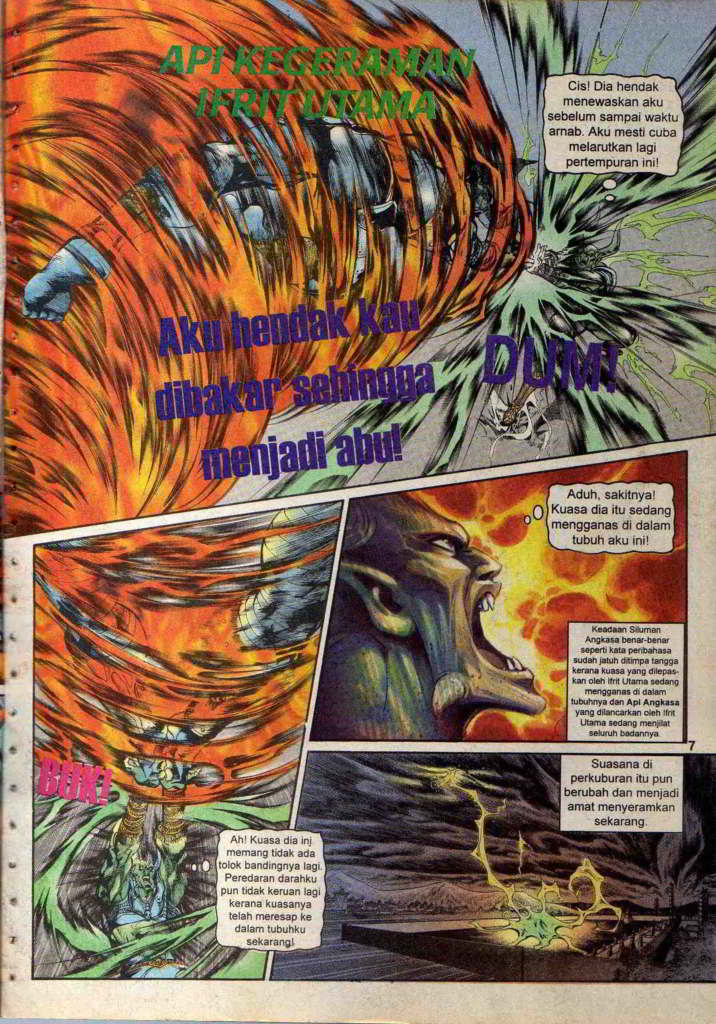 API KEGERAMAN
IFRIT UTAMA
Cis! Dia hendak
menewaskan aku
sebelum sampai waktu
arnab. Aku mesti cuba
melarutkan lagi
pertempuran ini!
Aku hendak kau
dibakar sehingga
menjadi abu!
DUM!
Aduh, sakitnya!
Kuasa dia itu sedang
mengganas di dalam
tubuh aku ini!
Keadaan Siluman
Angkasa benar-benar
seperti kata peribahasa
sudah jatuh ditimpa tangga
kerana kuasa yang dilepas-
kan oleh Ifrit Utama sedang
mengganas di dalam
tubuhnya dan Api Angkasa
yang dilancarkan oleh Ifrit
Utama sedang menjilat
seluruh badannya.
7
BUK!
Ah! Kuasa dia ini
memang tidak ada
tolok bandingnya lagi.
Peredaran darahku
pun tidak keruan lagi
kerana kuasanya
telah meresap ke
dalam tubuhku
sekarang!
Suasana di
perkuburan itu pun
berubah dan menjadi
amat menyeramkan
sekarang.